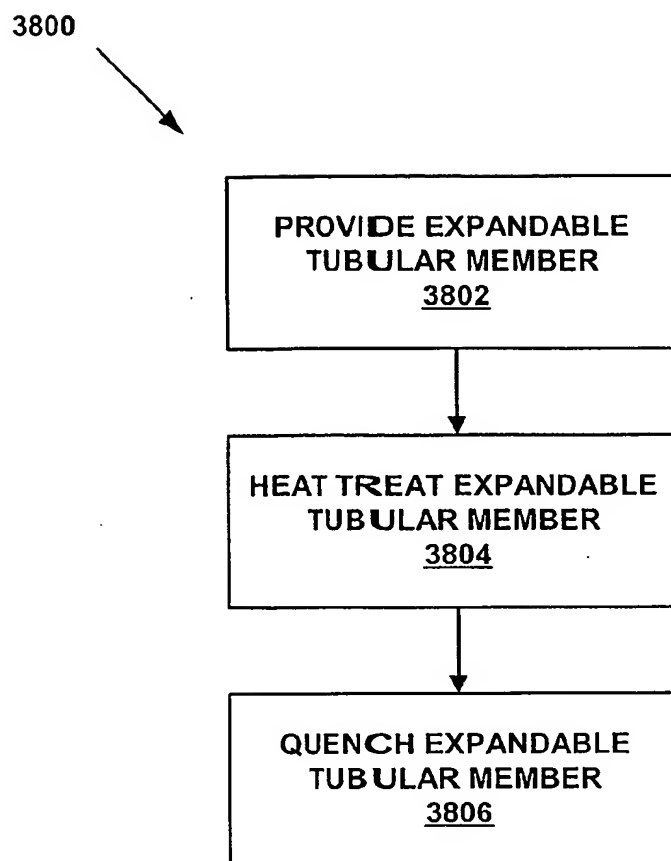 3800
PROVIDE EXPANDABLE
TUBULAR MEMBER
3802
HEAT TREAT EXPANDABLE
TUBULAR MEMBER
3804
QUENCH EXPANDABLE
TUBULAR MEMBER
3806